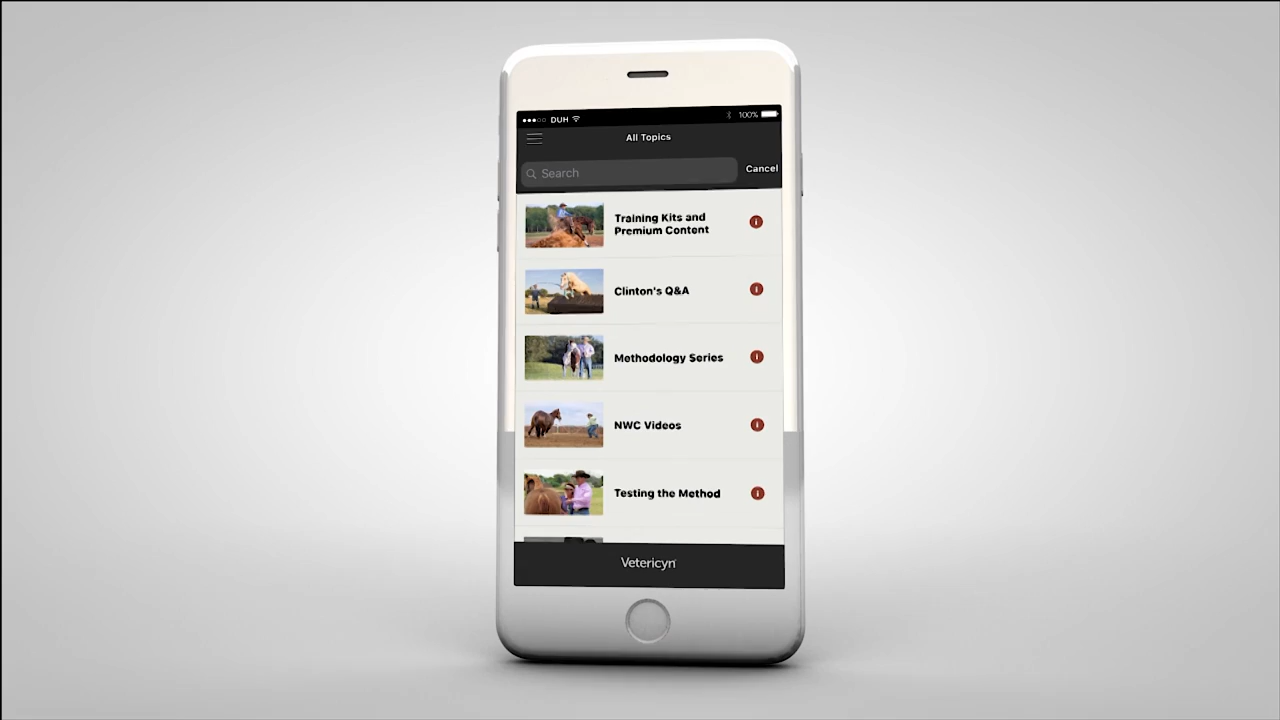 DUH
100%
All Topics
Search
Cancel
Training Kits and
Premium Content
Clinton's Q&A
Methodology Series
NWC Videos
Testing the Method
Vetericyn